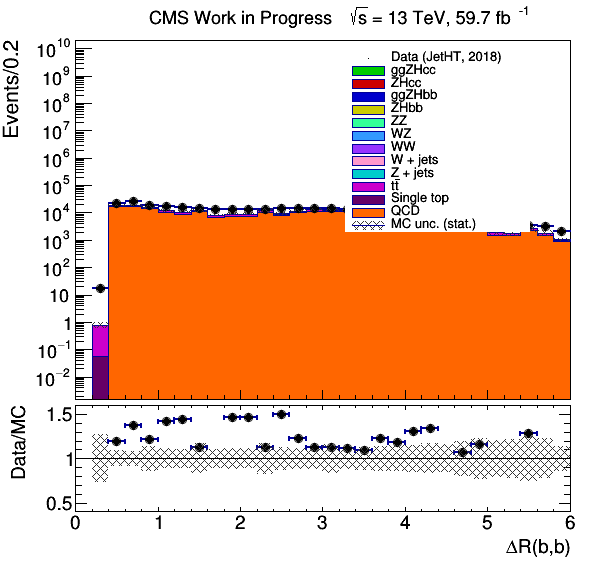 CMS Work in Progress √s = 13 TeV, 59.7 fb⁻¹
Events/0.2
10¹⁰
10⁹
10⁸
10⁷
10⁶
10⁵
10⁴
10³
10²
10
1
10⁻¹
10⁻²
Data (JetHT, 2018)
ggZHcc
ZHcc
ggZHbb
ZHbb
ZZ
WZ
WW
W + jets
Z + jets
tt̄
Single top
QCD
MC unc. (stat.)
Data/MC
1.5
1
0.5
0 1 2 3 4 5 6
ΔR(b,b)